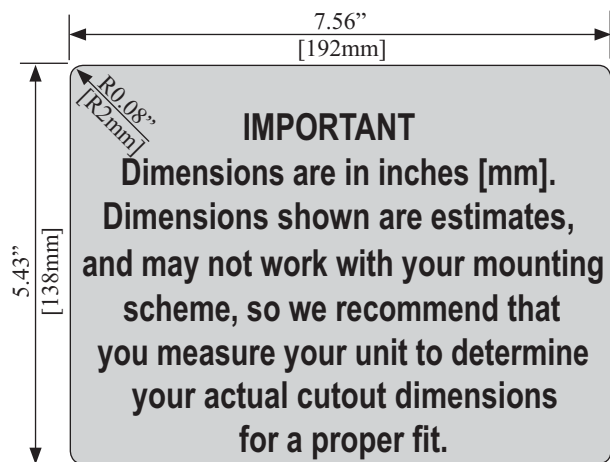 7.56”
[192mm]
R0.08”
[R2mm]
5.43”
[138mm]
IMPORTANT
Dimensions are in inches [mm].
Dimensions shown are estimates,
and may not work with your mounting
scheme, so we recommend that
you measure your unit to determine
your actual cutout dimensions
for a proper fit.